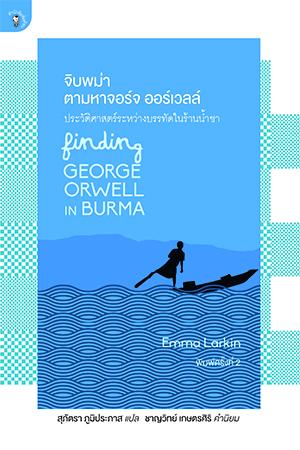 จิบพม่า
ตามหาจอร์จ ออร์เวลล์
ประวัติศาสตร์ระหว่างบรรทัดในร้านน้ำชา
finding
GEORGE
ORWELL
IN BURMA
Emma Larkin
พิมพ์ครั้งที่ 2
สุภัตรา ภูมิประภาส แปล ชาญวิทย์ เกษตรศิริ คำนิยม